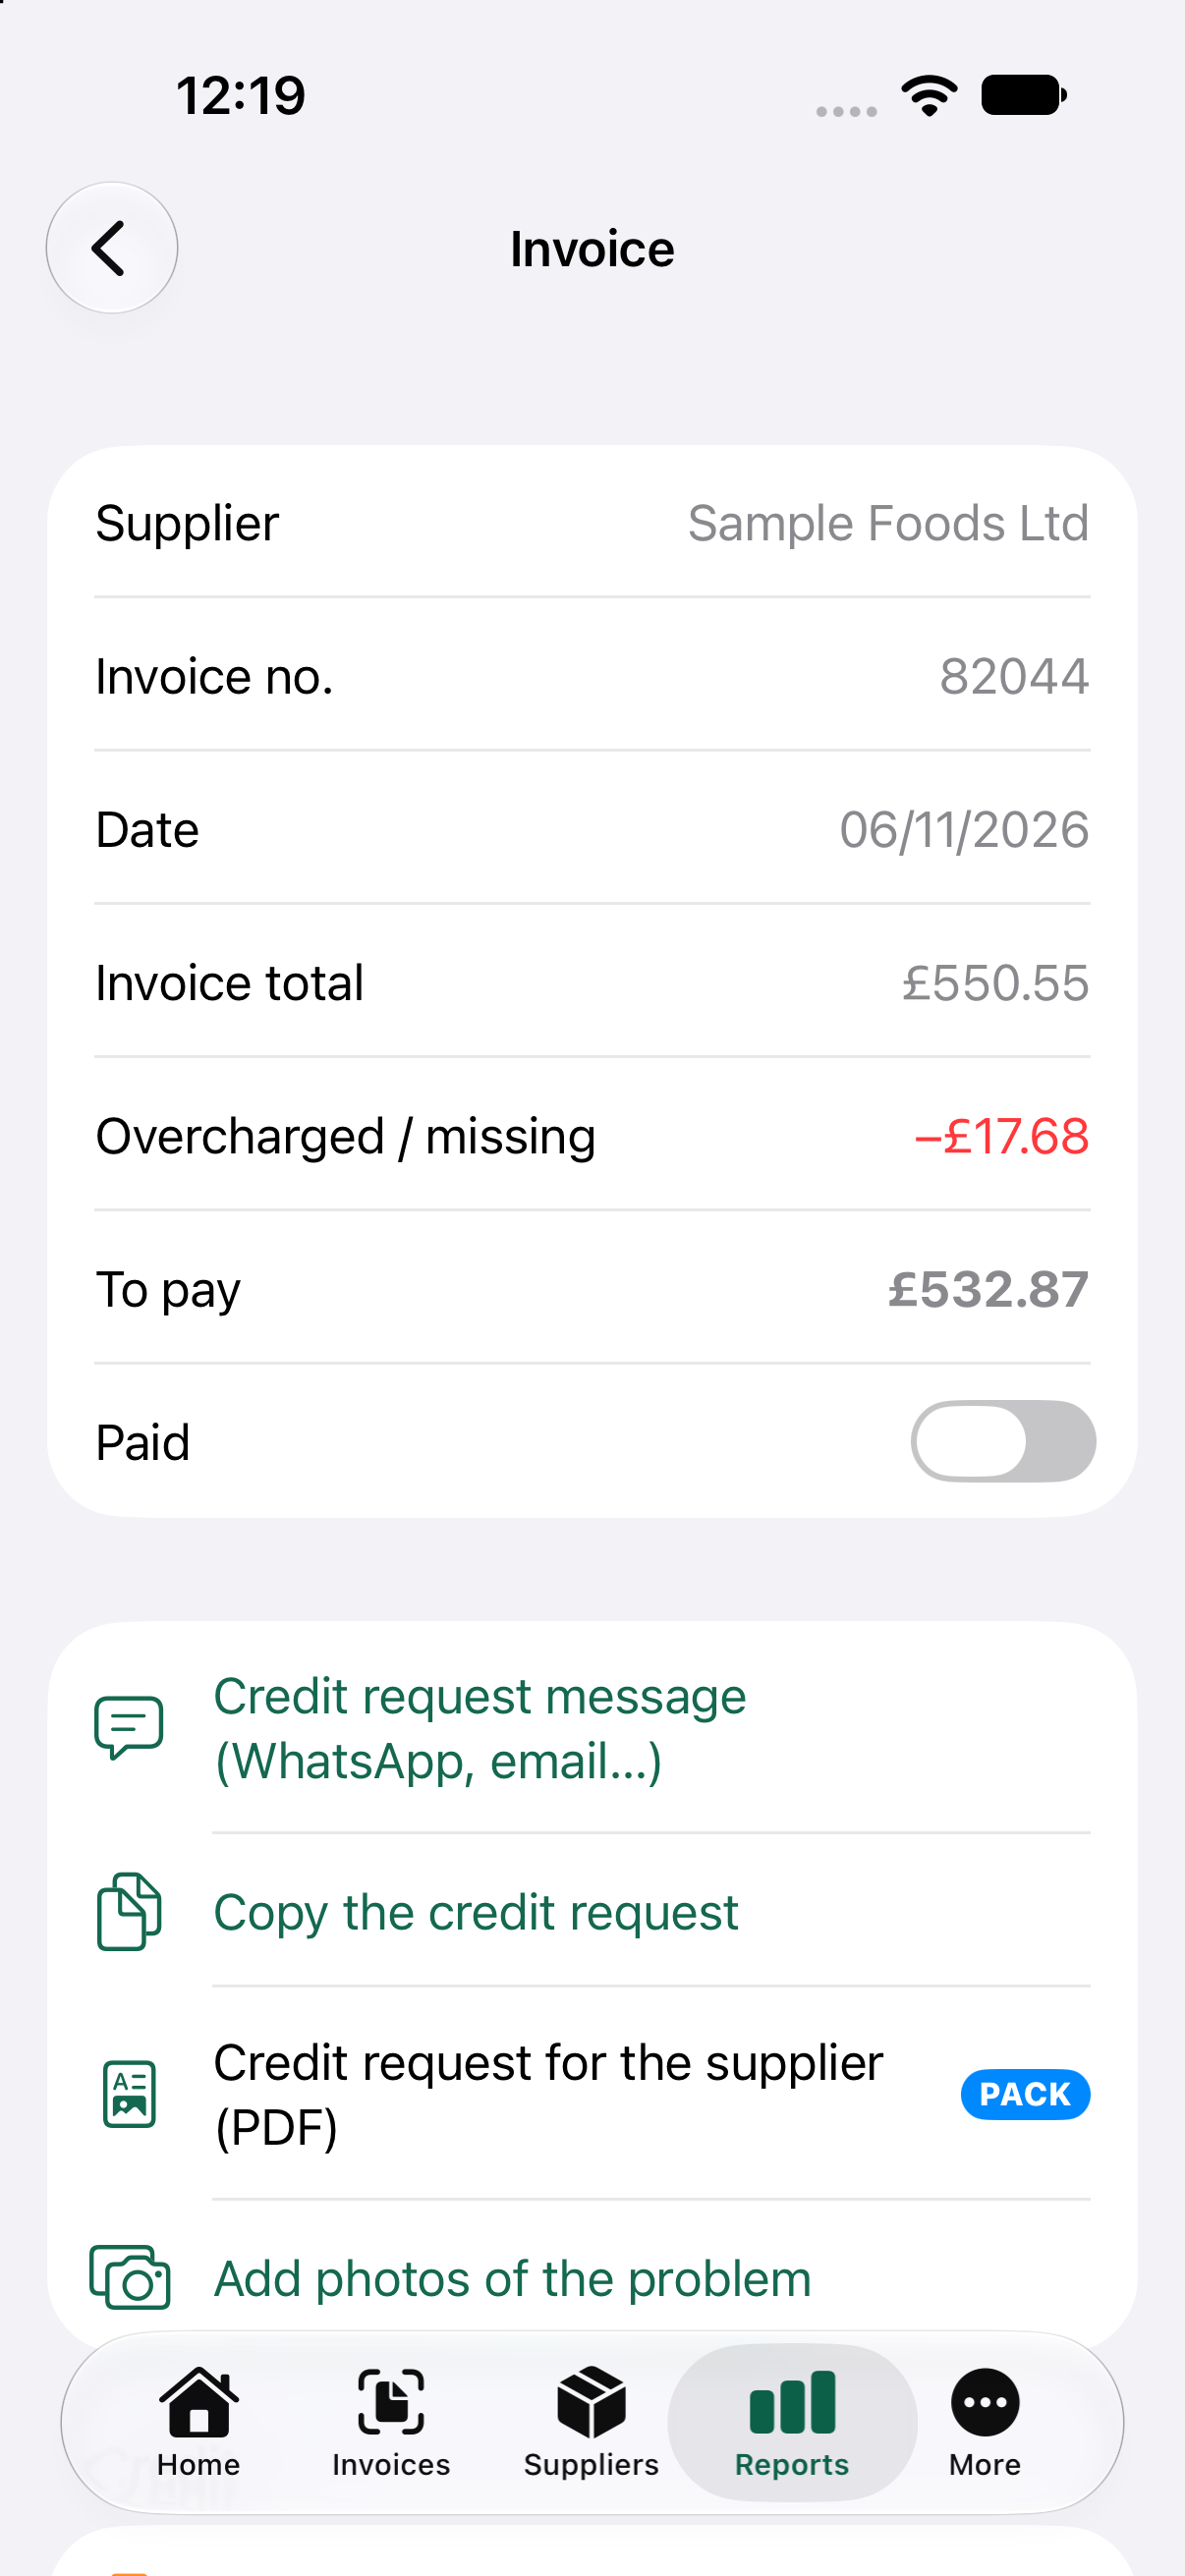 12:19
Invoice
Supplier Sample Foods Ltd
Invoice no. 82044
Date 06/11/2026
Invoice total £550.55
Overcharged / missing −£17.68
To pay £532.87
Paid
Credit request message
(WhatsApp, email...)
Copy the credit request
Credit request for the supplier
(PDF)
PACK
Add photos of the problem
Home Invoices Suppliers Reports More